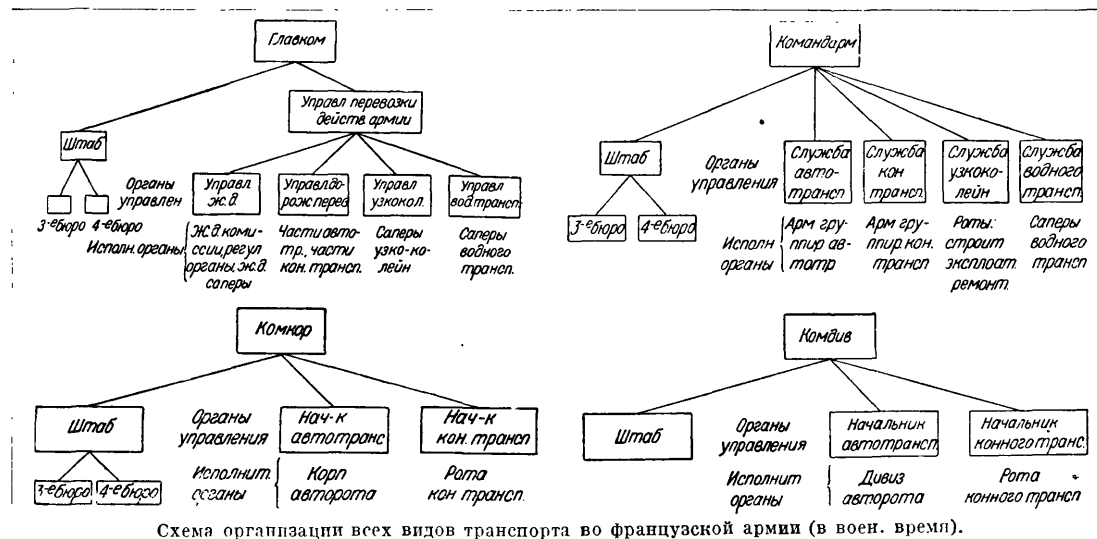 Главком
Управл перевозки
действ. армии
Штаб
Органы
управлен
Управл
ж.д.
Управл до
рож перед
Управл
узкокол.
Управл
вод.трансп.
3-е бюро 4-е бюро
Исполн. органы
Ж.д. коми-
ссии, регул
органы. ж.д.
саперы
Части авто-
тр., части
кон. трансп.
Саперы
узко-ко-
лейн
Саперы
водного
трансп.
Командарм
Штаб
3-е бюро
4-е бюро
Органы
управления
Служба
авто-
трансп
Служба
кон
трансп.
Служба
узкоко-
лейн
Служба
водного
трансп.
Исполн
органы
Арм гру-
ппир ав-
тотр
Арм гру-
ппир. кон.
трансп
Роты:
строит
эксплоат.
ремонт.
Саперы
водного
трансп
Комкор
Штаб
3-е бюро
4-е бюро
Органы
управления
Нач-к
автотранс
Нач-к
кон. трансп
Исполнит.
органы
Корп
авторота
Рота
кон трансп.
Комдив
Штаб
Органы
управления
Начальник
автотрансп
Начальник
конного транс.
Исполнит
органы
Дивиз
авторота
Рота
конного трансп
Схема организации всех видов транспорта во французской армии (в воен. время).